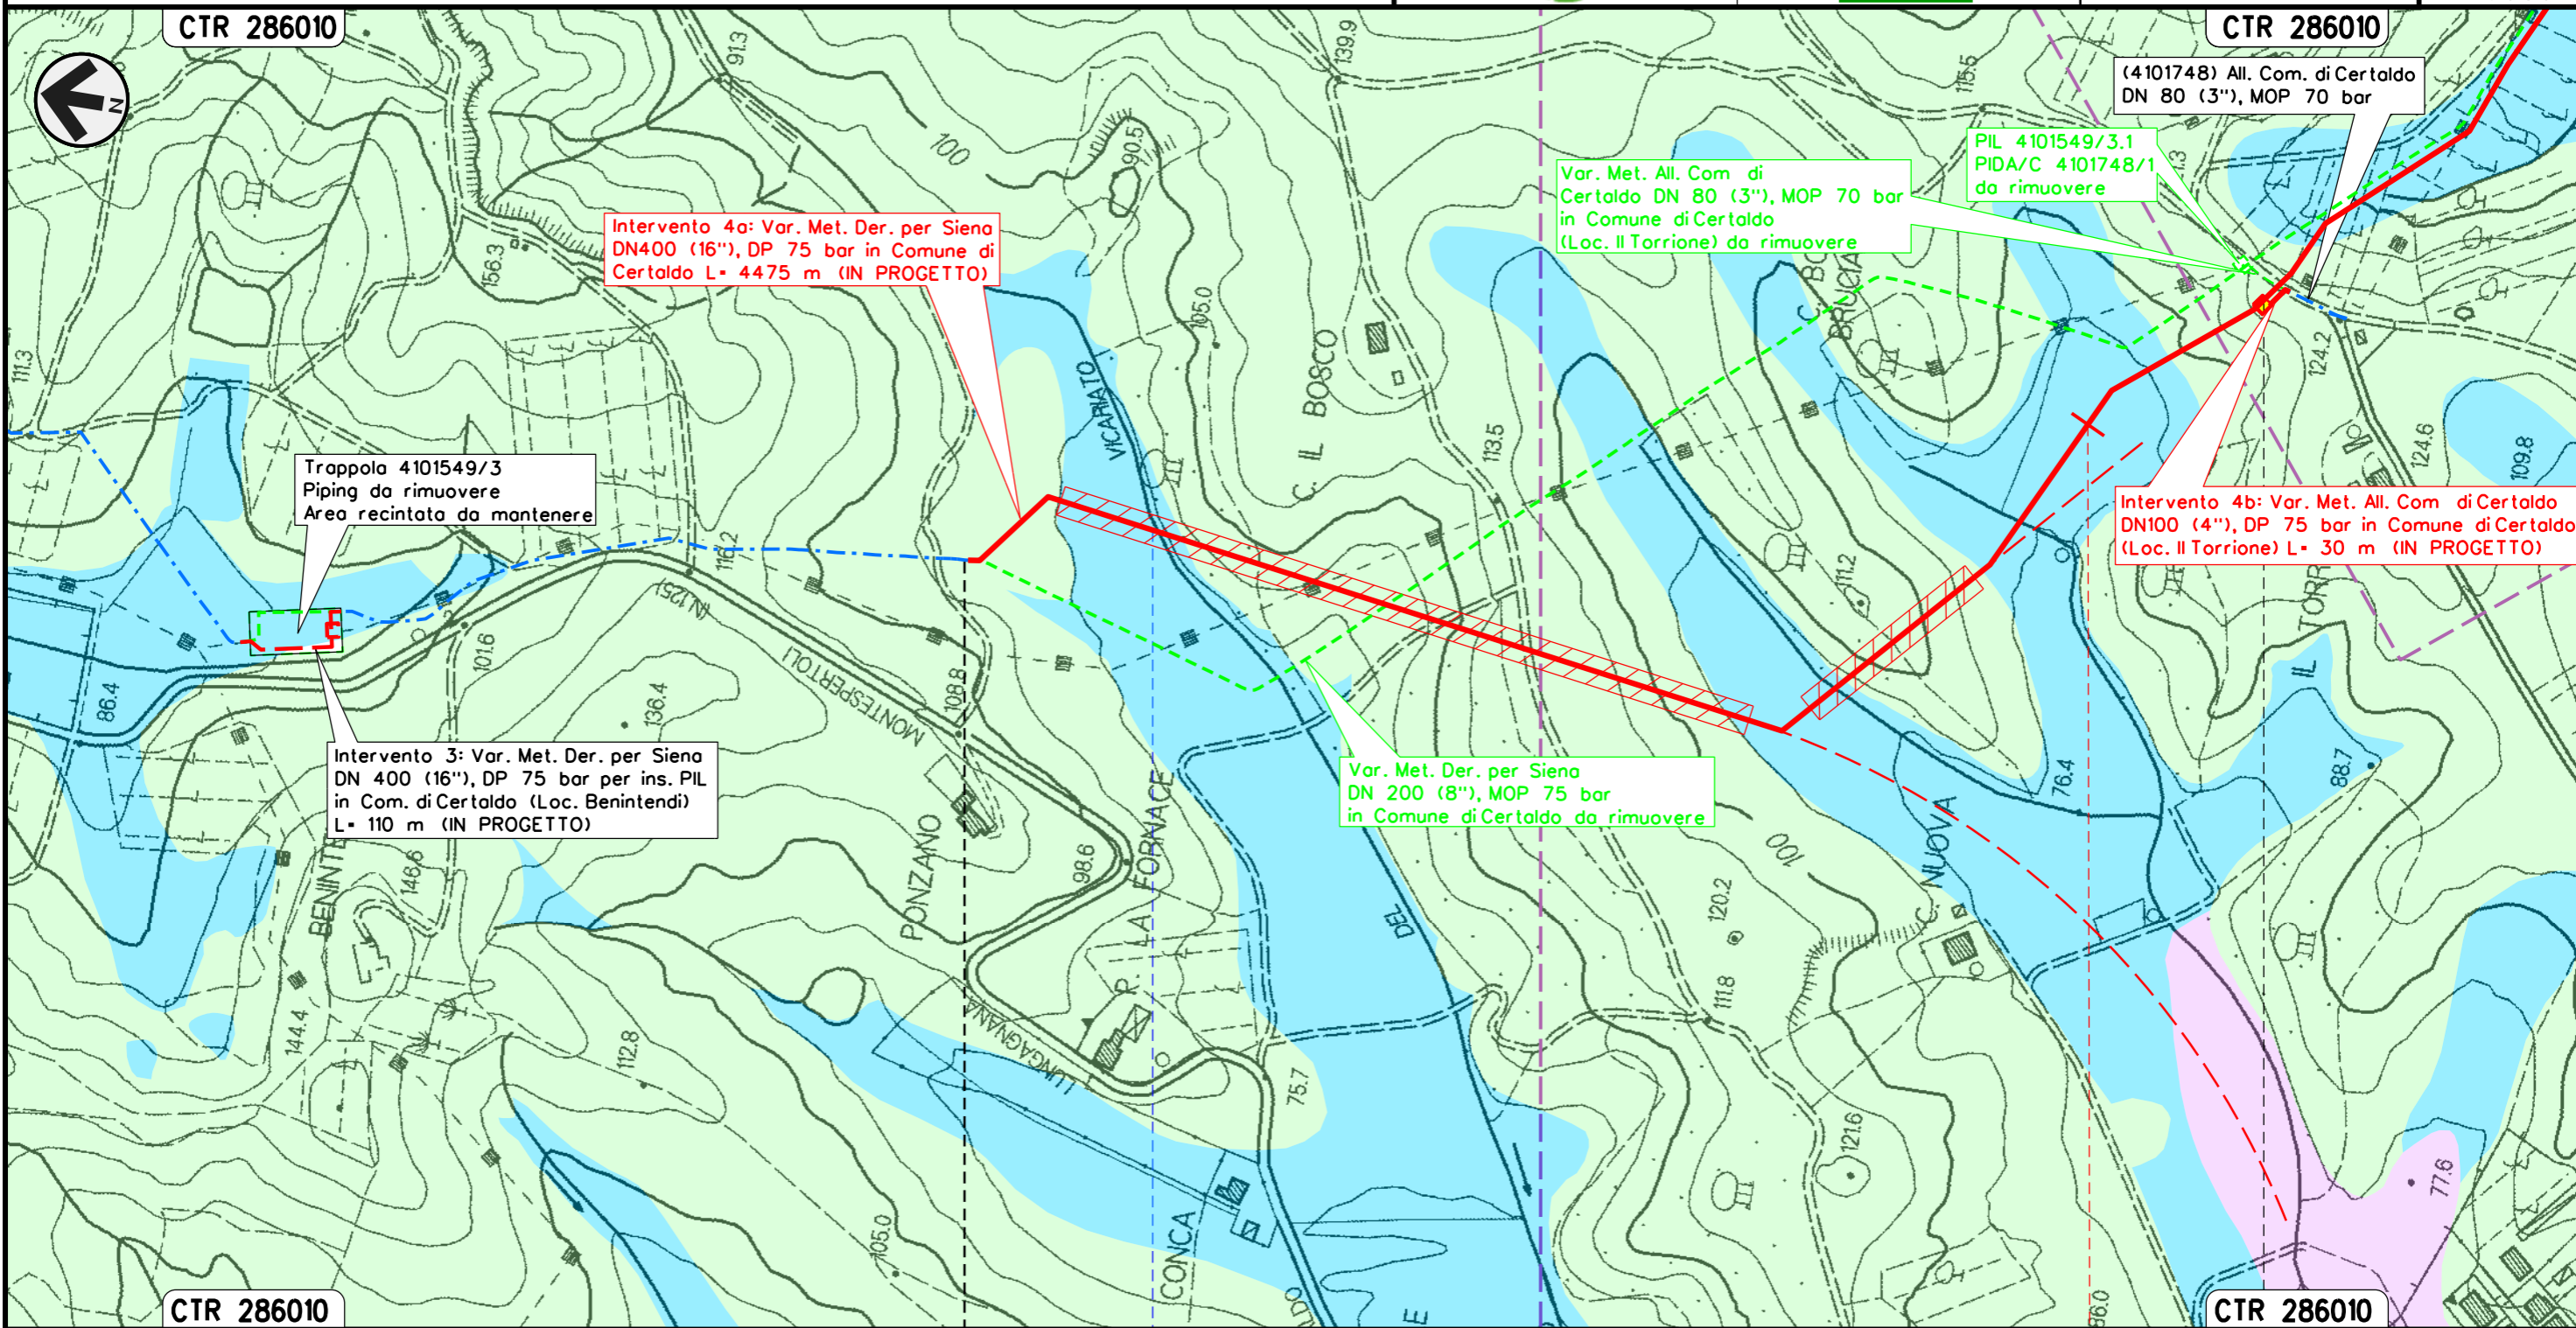 CTR 286010
CTR 286010
N
(4101748) All. Com. di Certaldo
DN 80 (3"), MOP 70 bar
PIL 4101549/3.1
PIDA/C 4101748/1
da rimuovere
Var. Met. All. Com di
Certaldo DN 80 (3"), MOP 70 bar
in Comune di Certaldo
(Loc. Il Torrione) da rimuovere
Intervento 4a: Var. Met. Der. per Siena
DN400 (16"), DP 75 bar in Comune di
Certaldo L= 4475 m (IN PROGETTO)
Trappola 4101549/3
Piping da rimuovere
Area recintata da mantenere
Intervento 4b: Var. Met. All. Com di Certaldo
DN100 (4"), DP 75 bar in Comune di Certaldo
(Loc. Il Torrione) L= 30 m (IN PROGETTO)
Intervento 3: Var. Met. Der. per Siena
DN 400 (16"), DP 75 bar per ins. PIL
in Com. di Certaldo (Loc. Benintendi)
L= 110 m (IN PROGETTO)
Var. Met. Der. per Siena
DN 200 (8"), MOP 75 bar
in Comune di Certaldo da rimuovere
91.3
139.9
115.5
100
90.5
156.3
105.0
111.3
C. IL BOSCO
VICARIATO
BRUCIA
113.5
124.2
124.6
109.8
116.2
(N.125)
MONTESPERTOLI
101.6
136.4
108.8
86.4
111.2
IL
76.4
88.7
PONZANO
98.6
P. LA FORNACE
146.6
BENINTE
C. NUOVA
100
120.2
DEL
111.8
144.4
112.8
LUNGAGNANA
75.7
121.6
77.6
105.0
CONCA
E
CTR 286010
CTR 286010